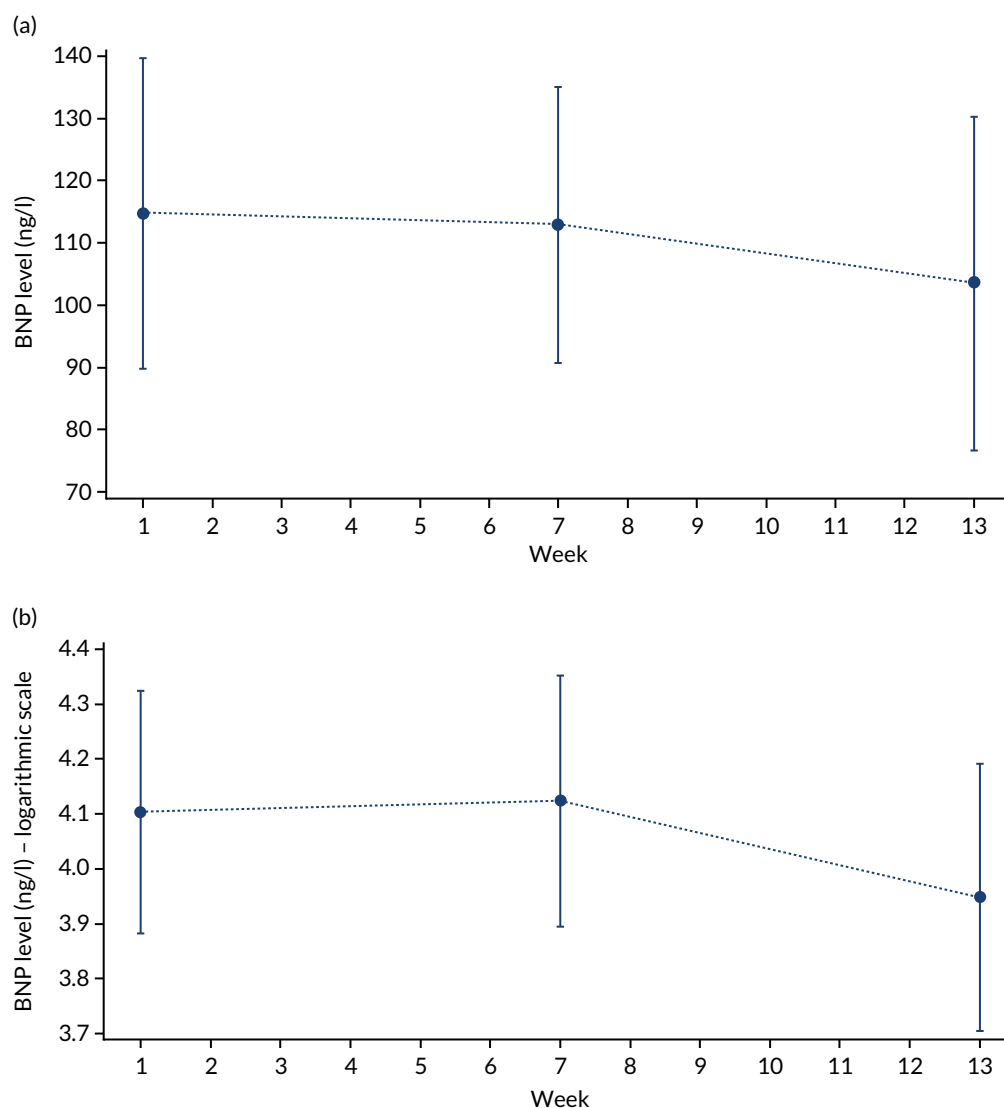 (a)
BNP level (ng/l)
140
130
120
110
100
90
80
70
1 2 3 4 5 6 7 8 9 10 11 12 13
Week
(b)
BNP level (ng/l) – logarithmic scale
4.4
4.3
4.2
4.1
4.0
3.9
3.8
3.7
1 2 3 4 5 6 7 8 9 10 11 12 13
Week